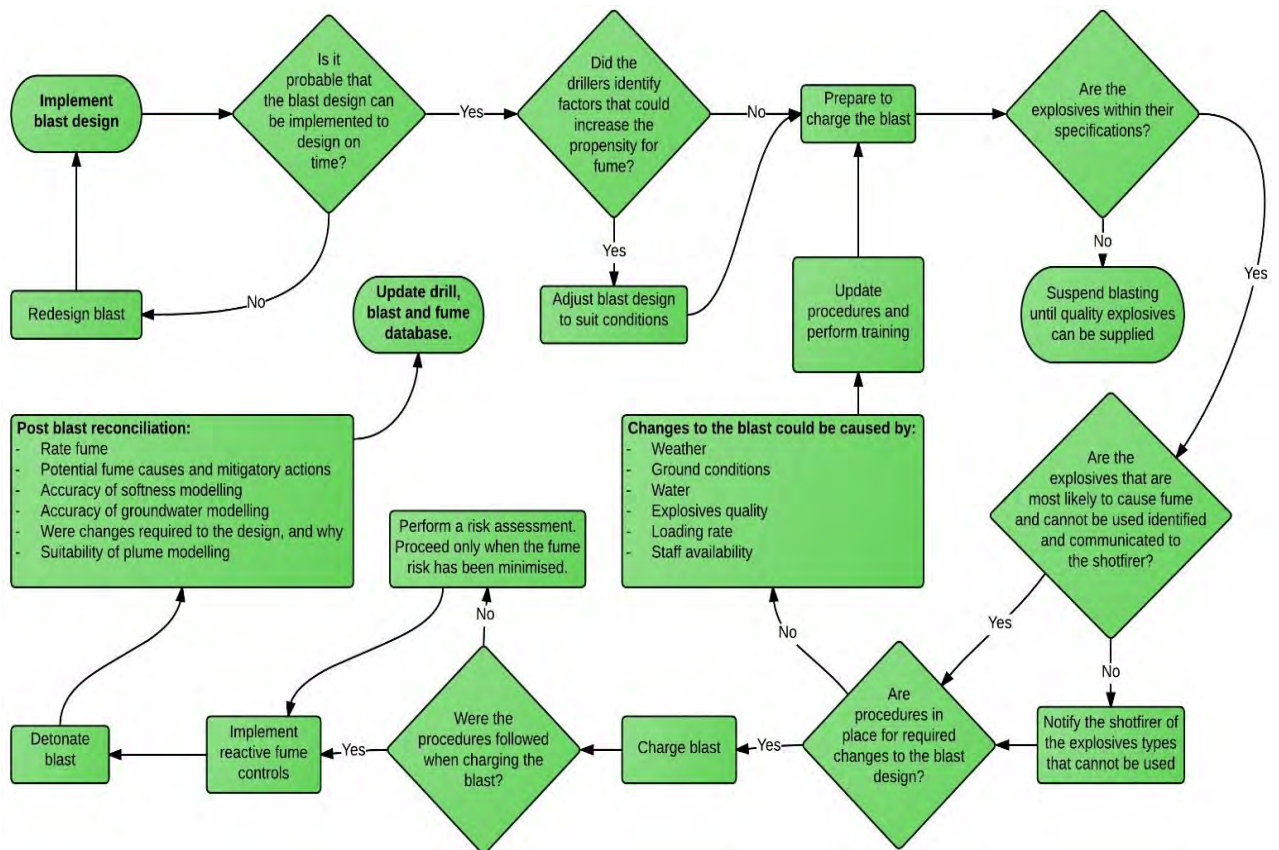 Implement
blast design
Is it
probable that
the blast design can
be implemented to
design on
time?
Yes
Did the
drillers identify
factors that could
increase the
propensity for
fume?
No
Prepare to
charge the blast
Are the
explosives within their
specifications?
No
Redesign blast
Yes
Adjust blast design
to suit conditions
No
Suspend blasting
until quality explosives
can be supplied
Yes
Update drill,
blast and fume
database.
Update
procedures and
perform training
Post blast reconciliation:
- Rate fume
- Potential fume causes and mitigatory actions
- Accuracy of softness modelling
- Accuracy of groundwater modelling
- Were changes required to the design, and why
- Suitability of plume modelling
Changes to the blast could be caused by:
- Weather
- Ground conditions
- Water
- Explosives quality
- Loading rate
- Staff availability
Are the
explosives that are
most likely to cause fume
and cannot be used identified
and communicated to
the shotfirer?
Perform a risk assessment.
Proceed only when the fume
risk has been minimised.
No
No
Yes
No
Detonate
blast
Implement
reactive fume
controls
Yes
Were the
procedures followed
when charging the
blast?
Charge blast
Yes
Are
procedures in
place for required
changes to the blast
design?
Notify the shotfirer of
the explosives types
that cannot be used